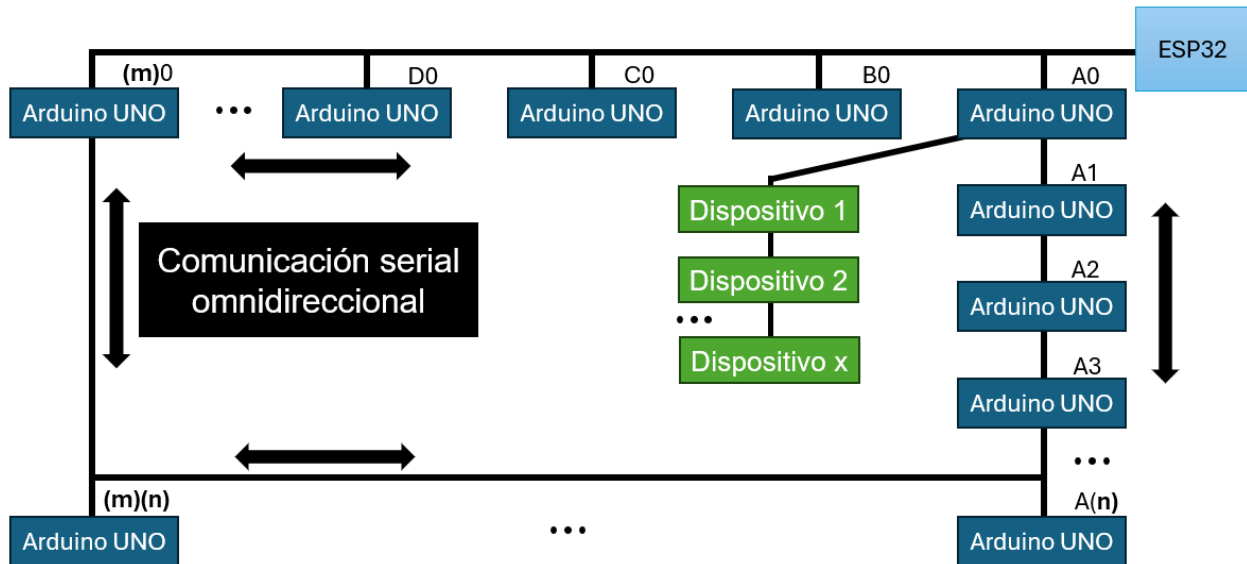 ESP32
(m)0
D0
C0
B0
A0
Arduino UNO
...
Arduino UNO
Arduino UNO
Arduino UNO
Arduino UNO
A1
Arduino UNO
Dispositivo 1
Comunicación serial
omnidireccional
Dispositivo 2
A2
Arduino UNO
...
Dispositivo x
A3
Arduino UNO
...
(m)(n)
A(n)
Arduino UNO
...
Arduino UNO